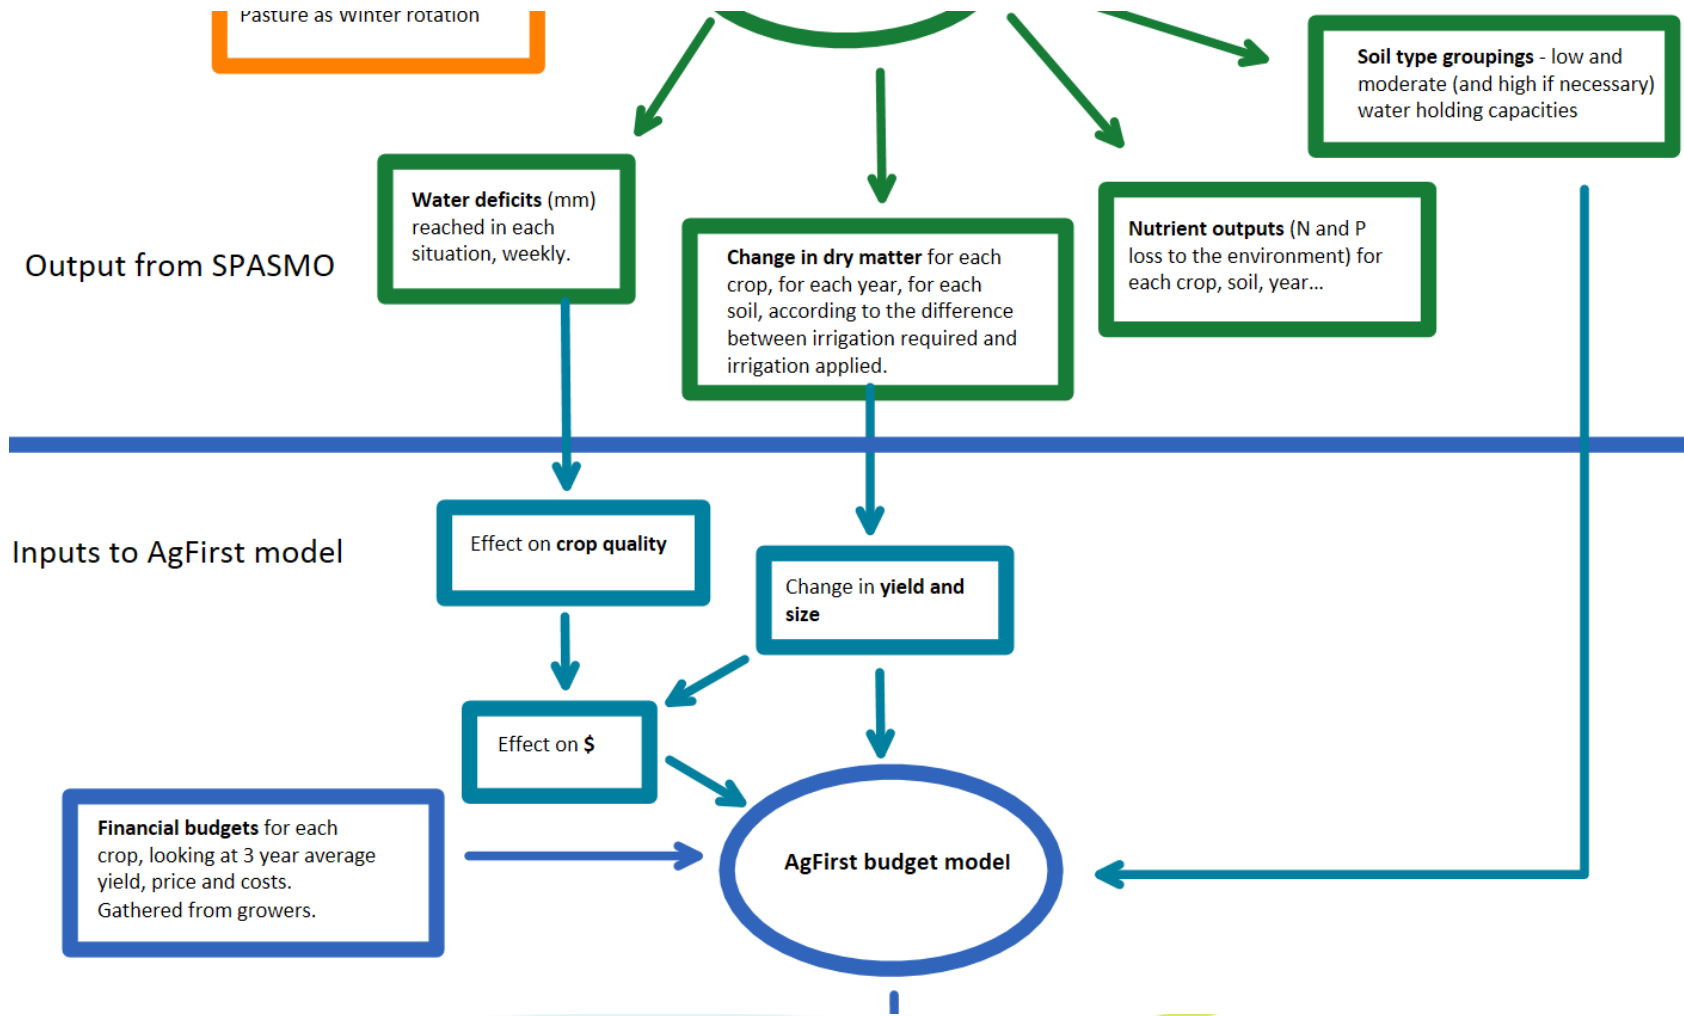 Pasture as Winter rotation
Soil type groupings - low and
moderate (and high if necessary)
water holding capacities
Output from SPASMO
Water deficits (mm)
reached in each
situation, weekly.
Change in dry matter for each
crop, for each year, for each
soil, according to the difference
between irrigation required and
irrigation applied.
Nutrient outputs (N and P
loss to the environment) for
each crop, soil, year...
Inputs to AgFirst model
Effect on crop quality
Change in yield and
size
Effect on $
Financial budgets for each
crop, looking at 3 year average
yield, price and costs.
Gathered from growers.
AgFirst budget model